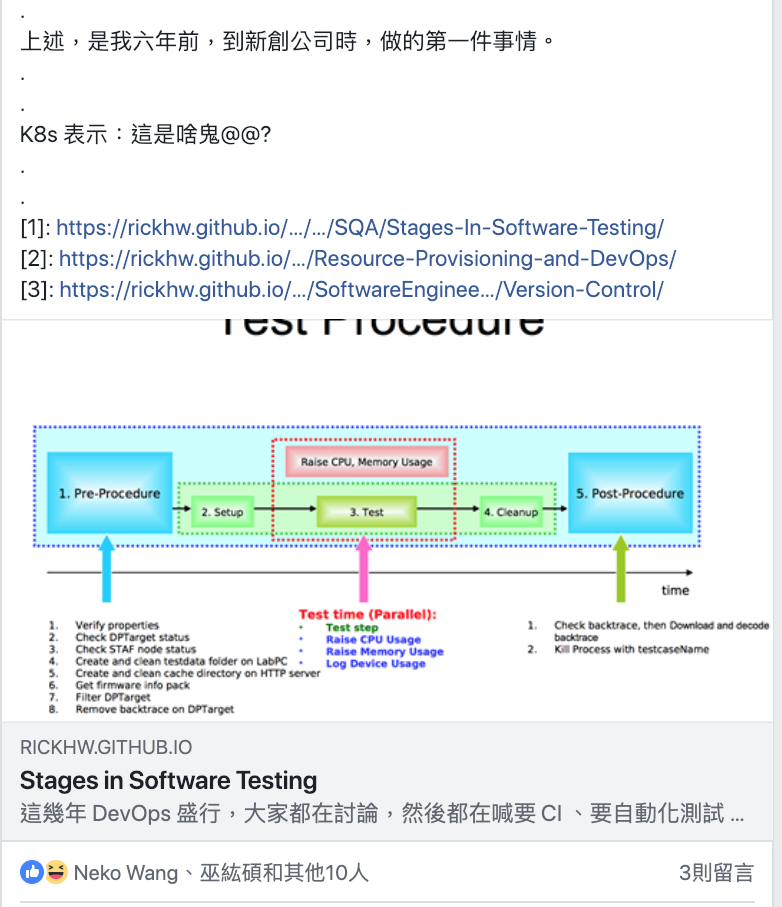 .
上述，是我六年前，到新創公司時，做的第一件事情。
.
.
K8s 表示：這是啥鬼@@?
.
.
[1]: https://rickhw.github.io/.../.../SQA/Stages-In-Software-Testing/
[2]: https://rickhw.github.io/.../Resource-Provisioning-and-DevOps/
[3]: https://rickhw.github.io/.../SoftwareEnginee.../Version-Control/
Test Procedure
Raise CPU, Memory Usage
1. Pre-Procedure
2. Setup
3. Test
4. Cleanup
5. Post-Procedure
time
1. Verify properties
2. Check DPTarget status
3. Check STAF node status
4. Create and clean testdata folder on LabPC
5. Create and clean cache directory on HTTP server
6. Get firmware info pack
7. Filter DPTarget
8. Remove backtrace on DPTarget
Test time (Parallel):
• Test step
• Raise CPU Usage
• Raise Memory Usage
• Log Device Usage
1. Check backtrace, then Download and decode
backtrace
2. Kill Process with testcaseName
RICKHW.GITHUB.IO
Stages in Software Testing
這幾年 DevOps 盛行，大家都在討論，然後都在喊要 CI 、要自動化測試 ...
Neko Wang、巫紘碩和其他10人
3則留言